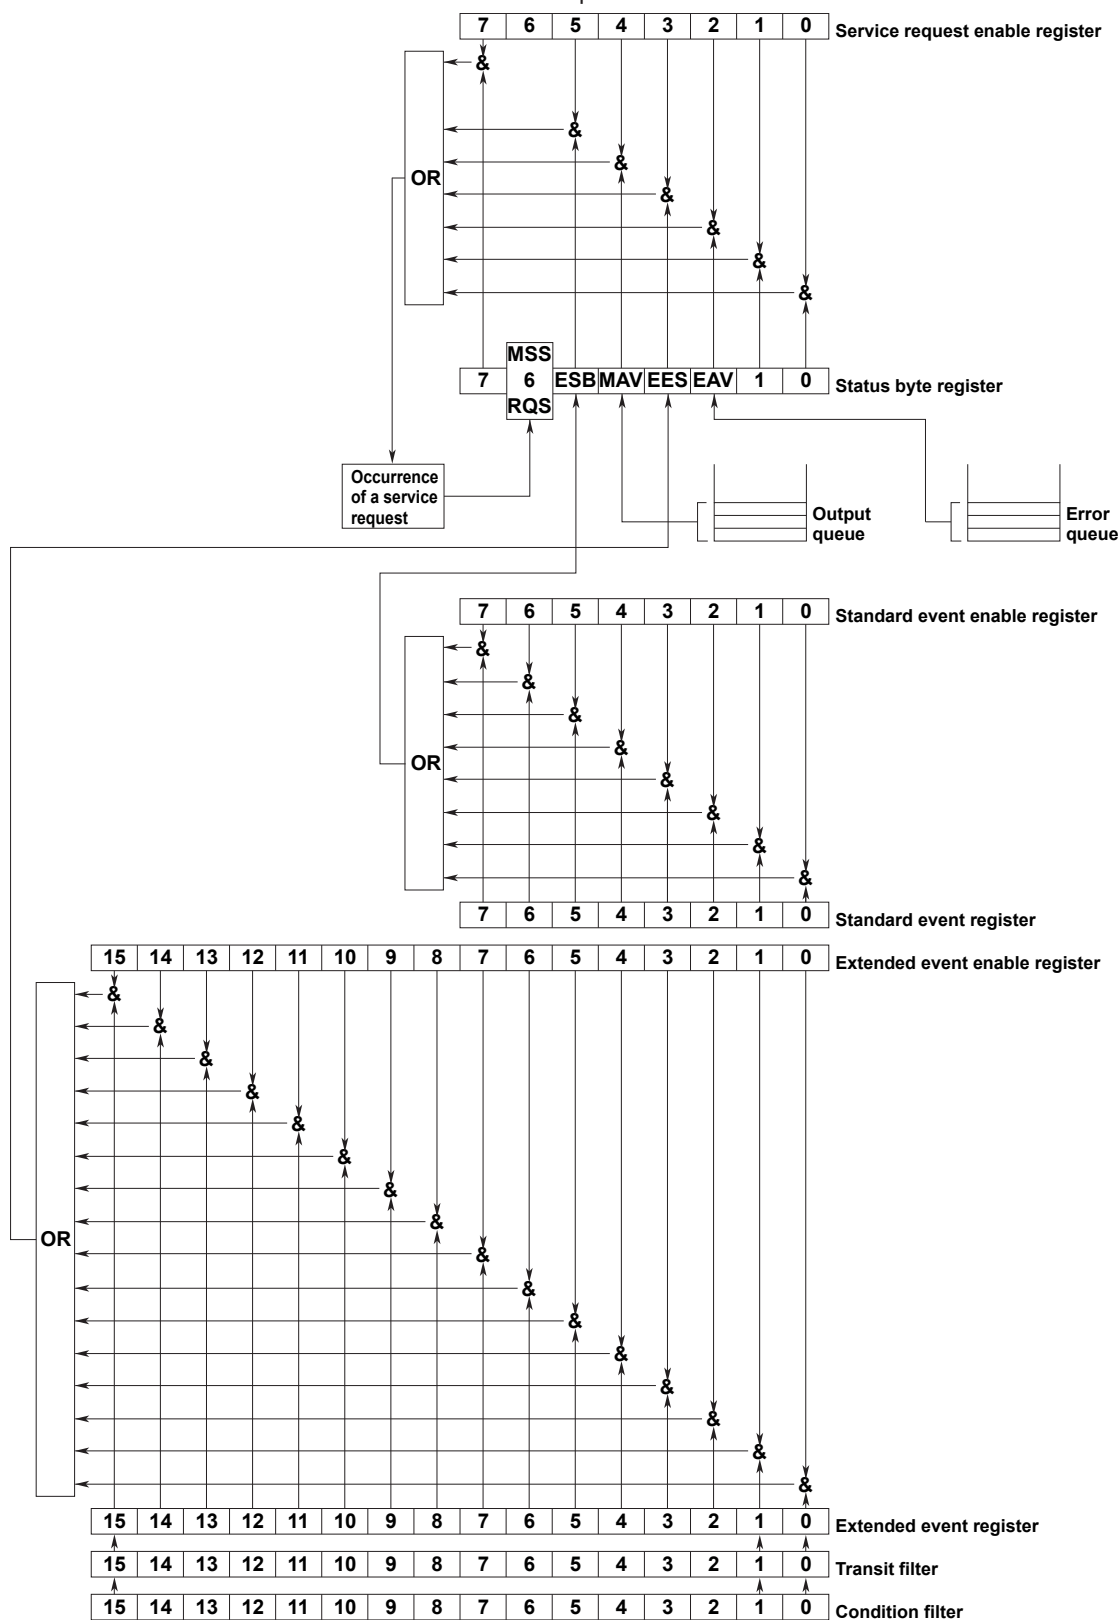 7 6 5 4 3 2 1 0 Service request enable register
&
&
&
OR
&
&
&
&
MSS
7 6 ESB MAV EES EAV 1 0 Status byte register
RQS
Occurrence
of a service
request
Output
queue
Error
queue
7 6 5 4 3 2 1 0 Standard event enable register
&
&
&
&
OR
&
&
&
&
7 6 5 4 3 2 1 0 Standard event register
15 14 13 12 11 10 9 8 7 6 5 4 3 2 1 0 Extended event enable register
&
&
&
&
&
&
&
&
OR
&
&
&
&
&
&
&
&
15 14 13 12 11 10 9 8 7 6 5 4 3 2 1 0 Extended event register
15 14 13 12 11 10 9 8 7 6 5 4 3 2 1 0 Transit filter
15 14 13 12 11 10 9 8 7 6 5 4 3 2 1 0 Condition filter